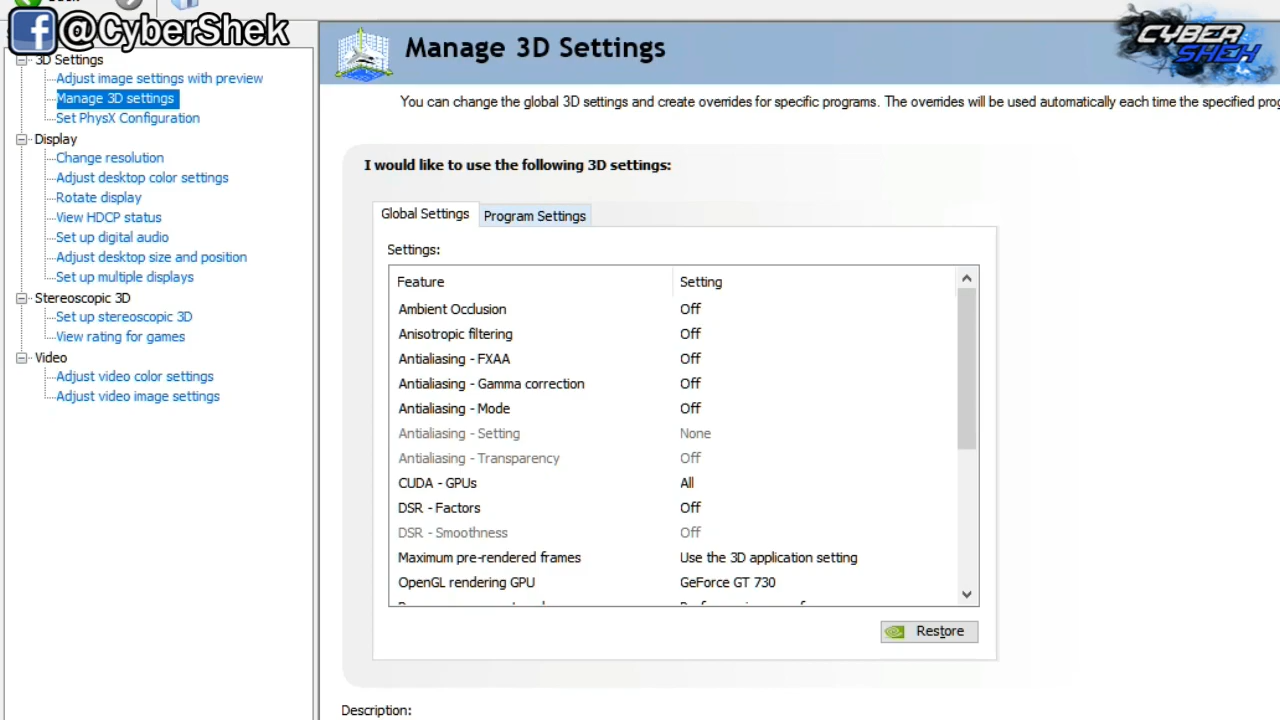 @CyberShek
CYBER
SHEK
3D Settings
Adjust image settings with preview
Manage 3D settings
Set PhysX Configuration
Display
Change resolution
Adjust desktop color settings
Rotate display
View HDCP status
Set up digital audio
Adjust desktop size and position
Set up multiple displays
Stereoscopic 3D
Set up stereoscopic 3D
View rating for games
Video
Adjust video color settings
Adjust video image settings
Manage 3D Settings
You can change the global 3D settings and create overrides for specific programs. The overrides will be used automatically each time the specified
I would like to use the following 3D settings:
Global Settings
Program Settings
Settings:
Feature Setting
Ambient Occlusion Off
Anisotropic filtering Off
Antialiasing - FXAA Off
Antialiasing - Gamma correction Off
Antialiasing - Mode Off
Antialiasing - Setting None
Antialiasing - Transparency Off
CUDA - GPUs All
DSR - Factors Off
DSR - Smoothness Off
Maximum pre-rendered frames Use the 3D application setting
OpenGL rendering GPU GeForce GT 730
Restore
Description: